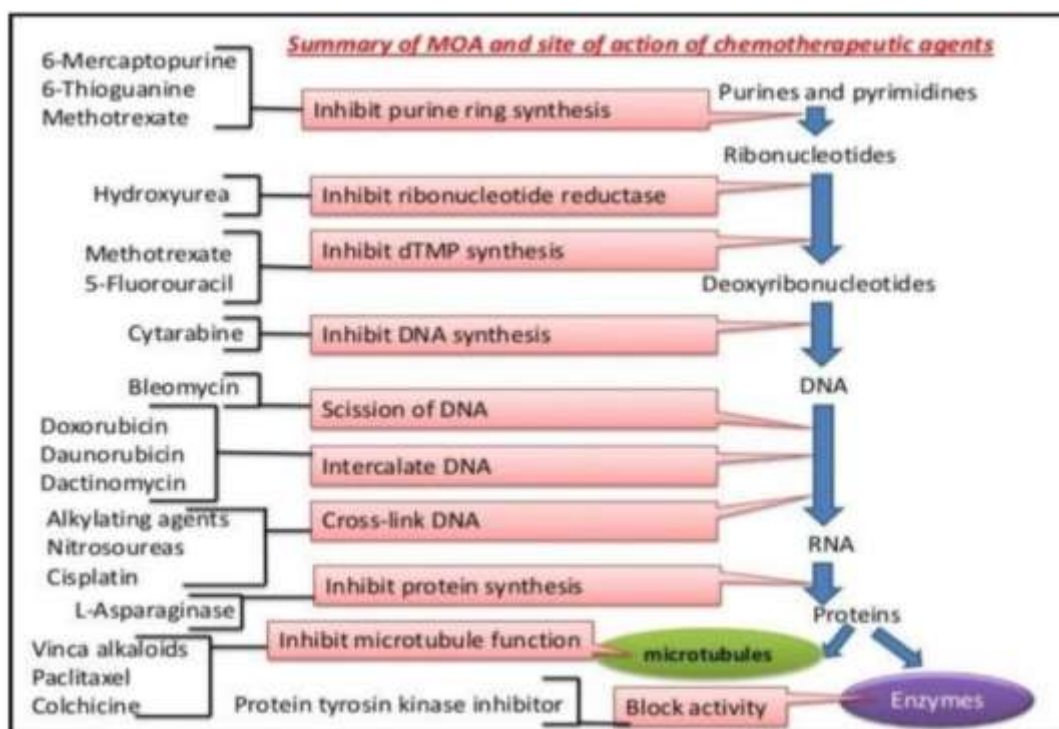 Summary of MOA and site of action of chemotherapeutic agents
6-Mercaptopurine
6-Thioguanine
Methotrexate
Inhibit purine ring synthesis
Purines and pyrimidines
Ribonucleotides
Hydroxyurea
Inhibit ribonucleotide reductase
Methotrexate
5-Fluorouracil
Inhibit dTMP synthesis
Deoxyribonucleotides
Cytarabine
Inhibit DNA synthesis
DNA
Bleomycin
Scission of DNA
Doxorubicin
Daunorubicin
Dactinomycin
Intercalate DNA
Alkylating agents
Nitrosoureas
Cisplatin
Cross-link DNA
RNA
L-Asparaginase
Inhibit protein synthesis
Proteins
Vinca alkaloids
Paclitaxel
Colchicine
Inhibit microtubule function
microtubules
Protein tyrosin kinase inhibitor
Block activity
Enzymes